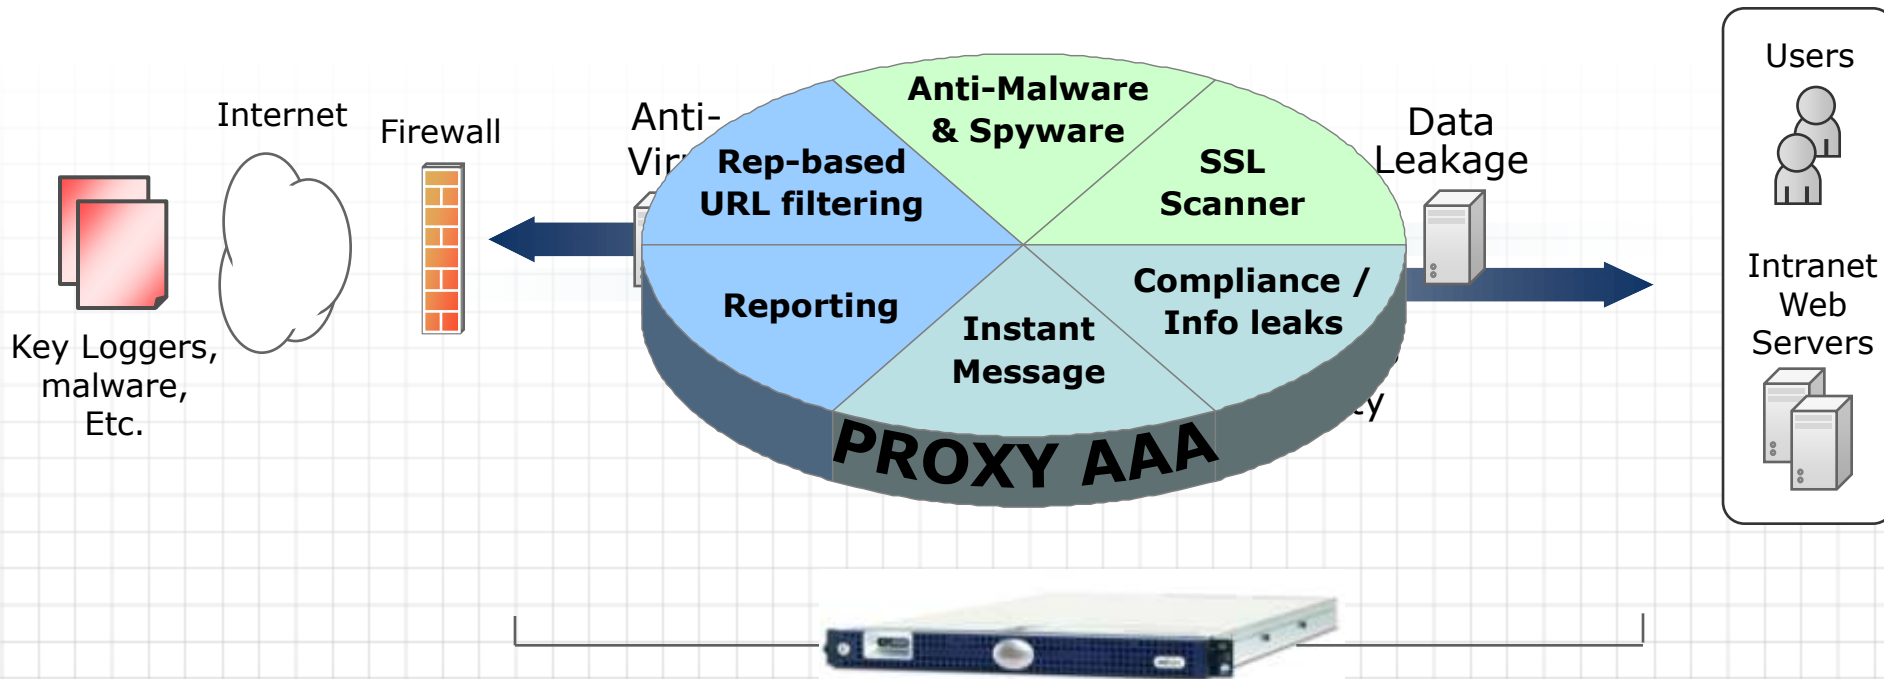 Users
Internet
Firewall
Anti-
Anti-Malware
& Spyware
Data
Leakage
Rep-based
URL filtering
SSL
Scanner
Intranet
Web
Servers
Key Loggers,
malware,
Etc.
Reporting
Instant
Message
Compliance /
Info leaks
PROXY AAA